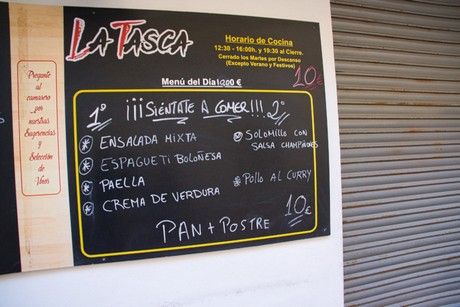 LA TASCA
Horario de Cocina
12:30 - 16:00h. y 19:30 al Cierre.
Cerrado los Martes por Descanso
(Excepto Verano y Festivos)
10€
Menú del Dia 10,00 €
Pregunte
al
camarero
por
nuestras
Sugerencias
y
Selección
de
Vinos
¡¡¡SIÉNTATE A COMER!!!
1º
ENSALADA MIXTA
ESPAGUETI BOLOÑESA
PAELLA
CREMA DE VERDURA
2º
SOLOMILLO CON
SALSA CHAMPIÑONES
POLLO AL CURRY
PAN + POSTRE
10€